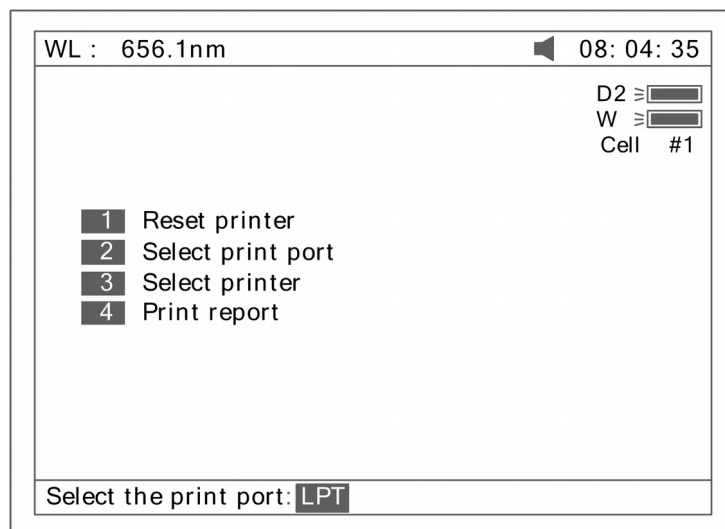 WL : 656.1nm 08: 04: 35
D2
W
Cell #1
1 Reset printer
2 Select print port
3 Select printer
4 Print report
Select the print port: LPT